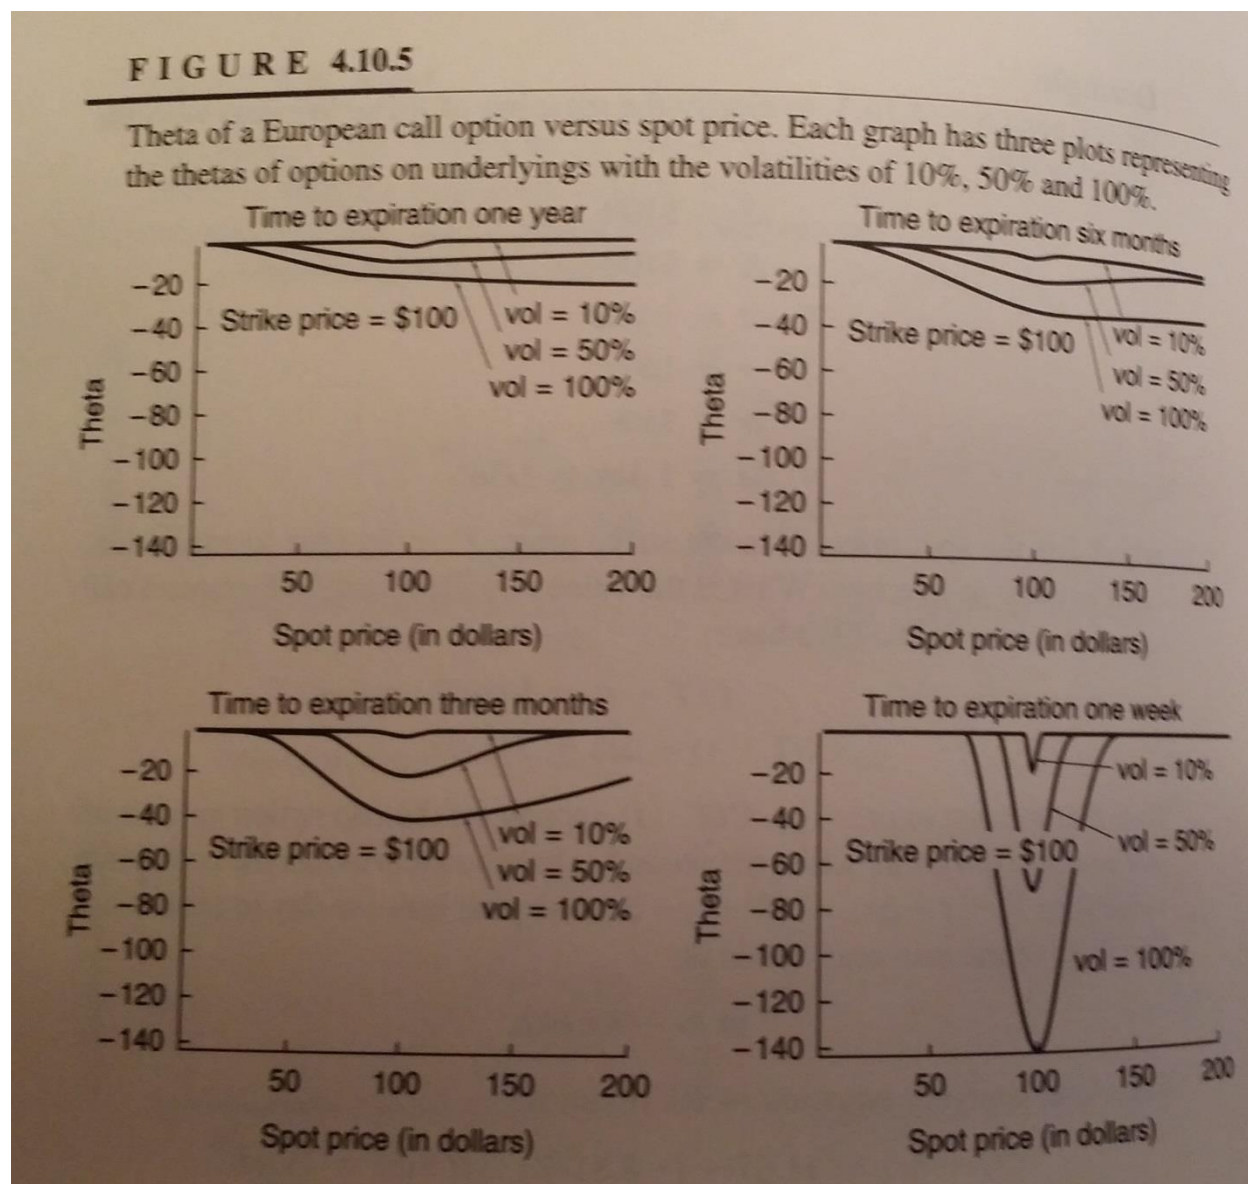 FIGURE 4.10.5
Theta of a European call option versus spot price. Each graph has three plots representing
the thetas of options on underlyings with the volatilities of 10%, 50% and 100%.
Time to expiration one year
Theta
−20
−40
−60
−80
−100
−120
−140
Strike price = $100
vol = 10%
vol = 50%
vol = 100%
50 100 150 200
Spot price (in dollars)
Time to expiration six months
Theta
−20
−40
−60
−80
−100
−120
−140
Strike price = $100
vol = 10%
vol = 50%
vol = 100%
50 100 150 200
Spot price (in dollars)
Time to expiration three months
Theta
−20
−40
−60
−80
−100
−120
−140
Strike price = $100
vol = 10%
vol = 50%
vol = 100%
50 100 150 200
Spot price (in dollars)
Time to expiration one week
Theta
−20
−40
−60
−80
−100
−120
−140
Strike price = $100
vol = 10%
vol = 50%
vol = 100%
50 100 150 200
Spot price (in dollars)